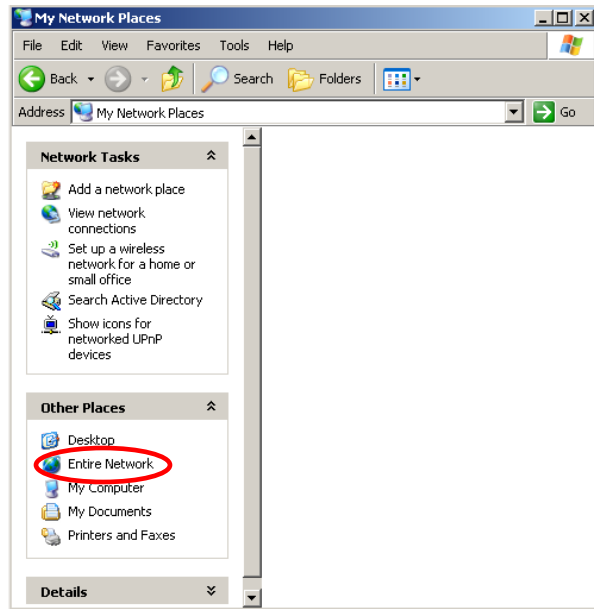 My Network Places
File Edit View Favorites Tools Help
Back Search Folders
Address My Network Places Go
Network Tasks
Add a network place
View network
connections
Set up a wireless
network for a home or
small office
Search Active Directory
Show icons for
networked UPnP
devices
Other Places
Desktop
Entire Network
My Computer
My Documents
Printers and Faxes
Details